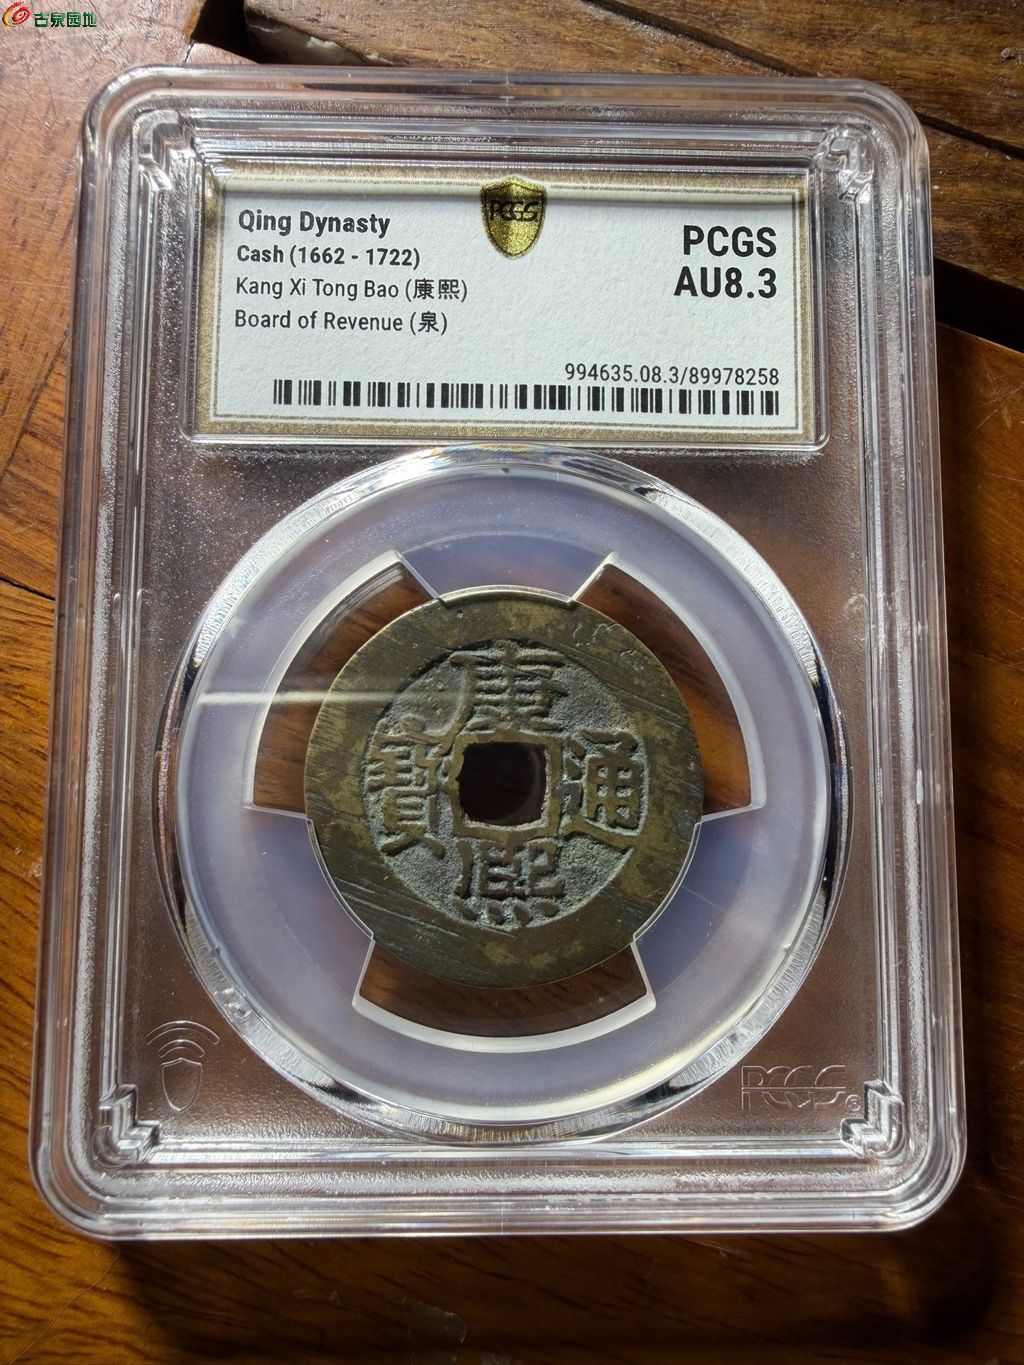 古泉园地
PCGS
Qing Dynasty
Cash (1662 - 1722)
Kang Xi Tong Bao (康熙)
Board of Revenue (泉)
PCGS
AU8.3
994635.08.3/89978258
康
寶 通
熙
PCGS